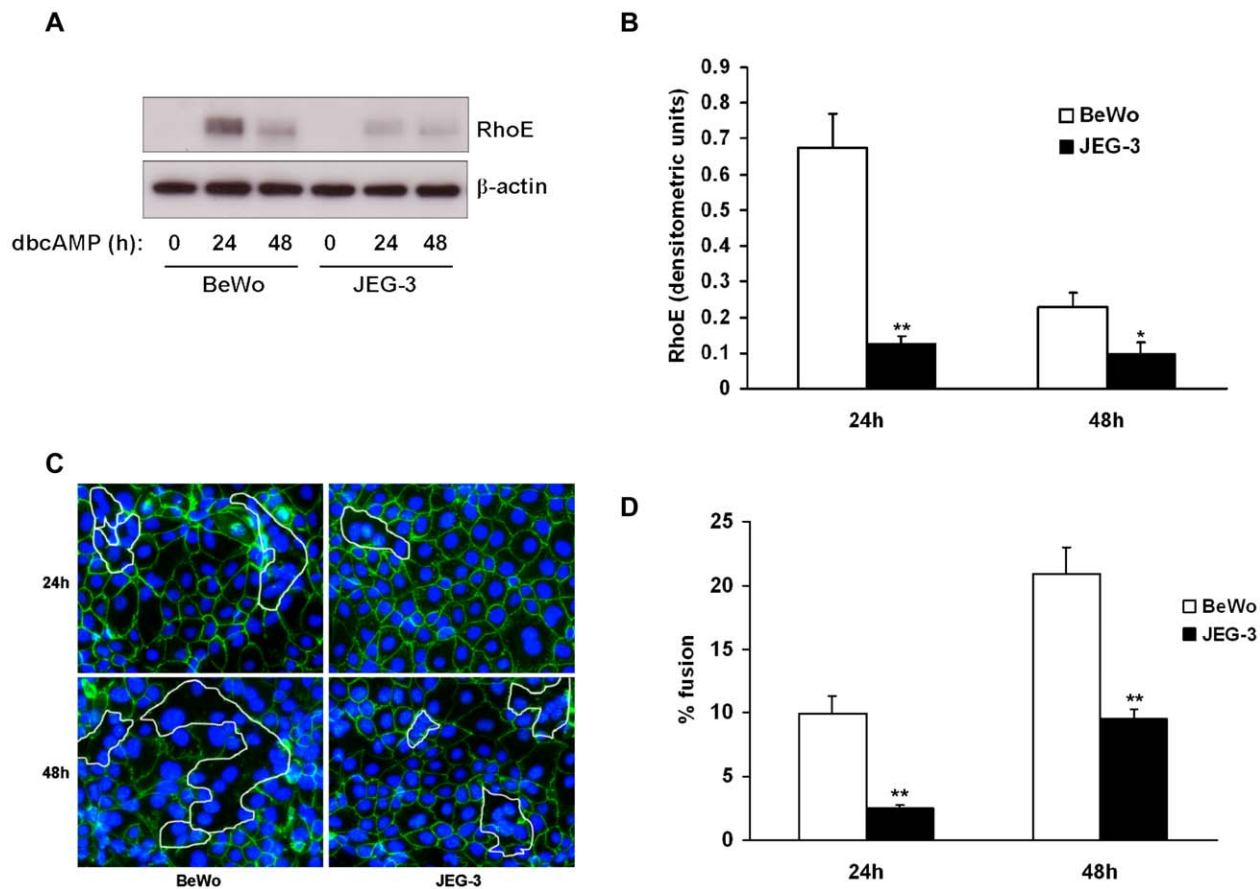 A
RhoE
β-actin
dbcAMP (h): 0 24 48 0 24 48
BeWo JEG-3
B
0.9
0.8
0.7
0.6
0.5
0.4
0.3
0.2
0.1
0
RhoE (densitometric units)
BeWo
JEG-3
**
*
24h 48h
C
24h
48h
BeWo JEG-3
D
25
20
15
10
5
0
% fusion
BeWo
JEG-3
**
**
24h 48h